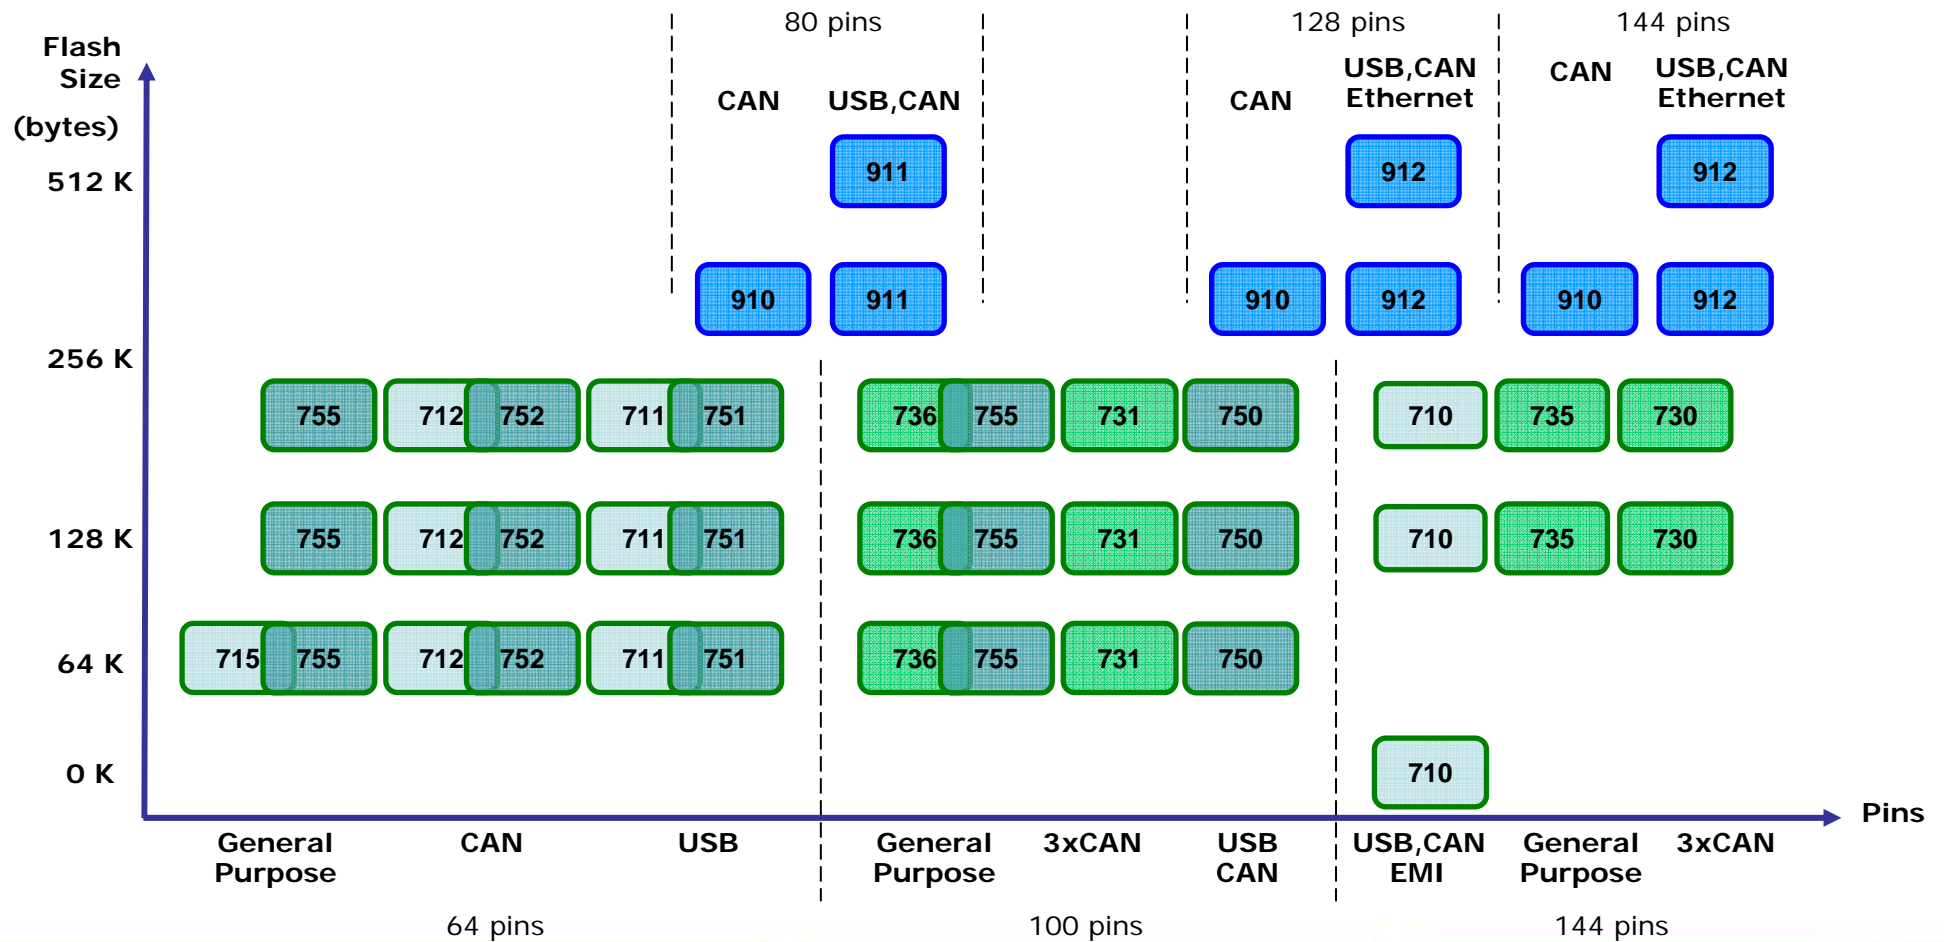 80 pins
128 pins
144 pins
Flash
Size
(bytes)
CAN
USB,CAN
CAN
USB,CAN
Ethernet
CAN
USB,CAN
Ethernet
512 K
911
912
912
910
911
910
912
910
912
256 K
755
712
752
711
751
736
755
731
750
710
735
730
128 K
755
712
752
711
751
736
755
731
750
710
735
730
64 K
715
755
712
752
711
751
736
755
731
750
0 K
710
Pins
General
Purpose
CAN
USB
General
Purpose
3xCAN
USB
CAN
USB,CAN
EMI
General
Purpose
3xCAN
64 pins
100 pins
144 pins